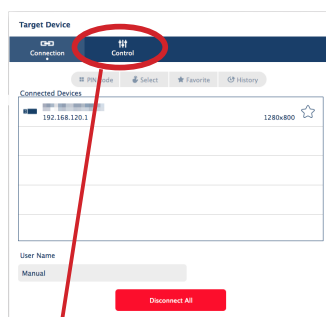 Target Device
Connection
Control
PIN Code
Select
Favorite
History
Connected Devices
192.168.120.1
1280x800
User Name
Manual
Disconnect All